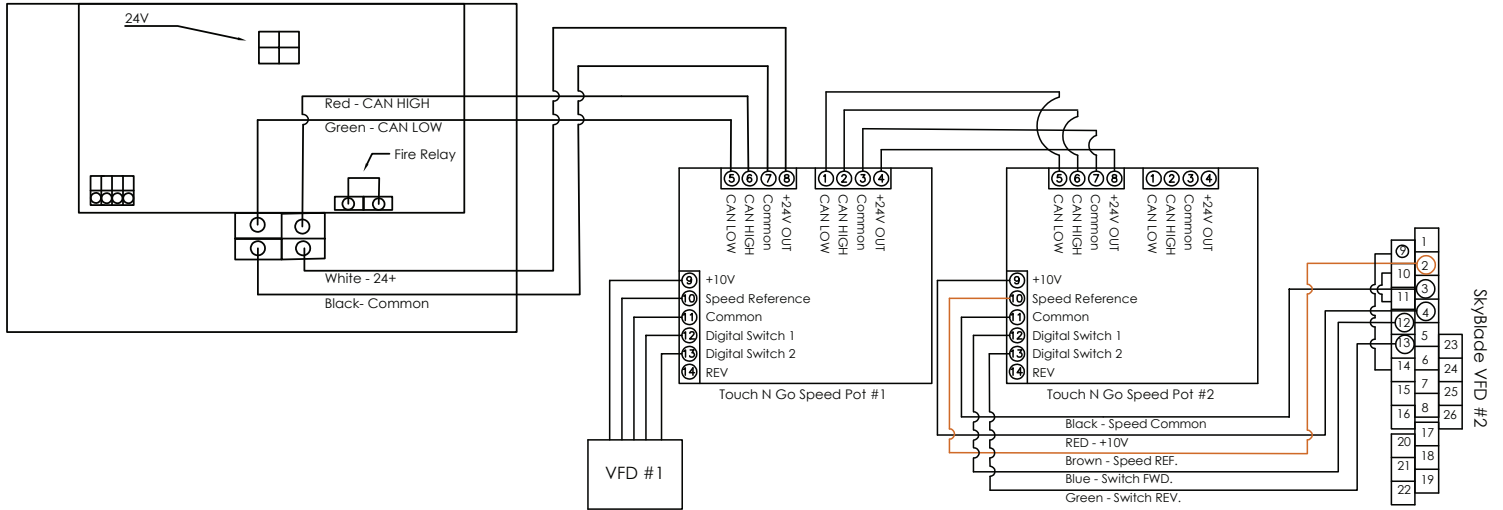 24V
Red - CAN HIGH
Green - CAN LOW
Fire Relay
White - 24+
Black- Common
5 6 7 8 1 2 3 4
CAN LOW
CAN HIGH
Common
+24V OUT
CAN LOW
CAN HIGH
Common
+24V OUT
9 +10V
10 Speed Reference
11 Common
12 Digital Switch 1
13 Digital Switch 2
14 REV
Touch N Go Speed Pot #1
VFD #1
5 6 7 8 1 2 3 4
CAN LOW
CAN HIGH
Common
+24V OUT
CAN LOW
CAN HIGH
Common
+24V OUT
9 +10V
10 Speed Reference
11 Common
12 Digital Switch 1
13 Digital Switch 2
14 REV
Touch N Go Speed Pot #2
Black - Speed Common
RED - +10V
Brown - Speed REF.
Blue - Switch FWD.
Green - Switch REV.
1
9
2
10
3
11
4
12
5
13
23
6
14
24
7
15
25
8
16
26
17
20
18
21
19
22
SkyBlade VFD #2